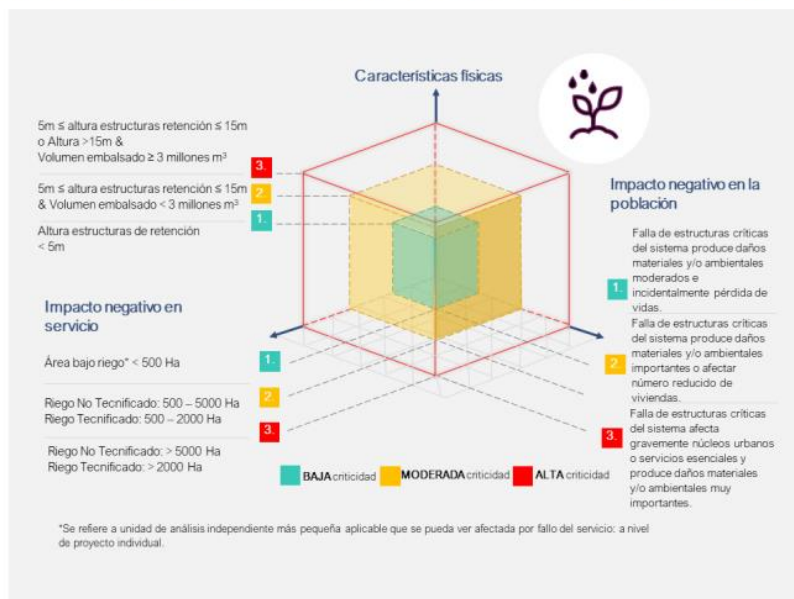 Características físicas
5m ≤ altura estructuras retención ≤ 15m
o Altura >15m &
Volumen embalsado ≥ 3 millones m³
3.
5m ≤ altura estructuras retención ≤ 15m
& Volumen embalsado < 3 millones m³
2.
Altura estructuras de retención
< 5m
1.
Impacto negativo en
servicio
Área bajo riego* < 500 Ha
1.
Riego No Tecnificado: 500 – 5000 Ha
Riego Tecnificado: 500 – 2000 Ha
2.
Riego No Tecnificado: > 5000 Ha
Riego Tecnificado: > 2000 Ha
3.
Impacto negativo en la
población
Falla de estructuras críticas
del sistema produce daños
materiales y/o ambientales
moderados e
incidentalmente pérdida de
vidas.
1.
Falla de estructuras críticas
del sistema produce daños
materiales y/o ambientales
importantes o afectar
número reducido de
viviendas.
2.
Falla de estructuras críticas
del sistema afecta
gravemente núcleos urbanos
o servicios esenciales y
produce daños materiales
y/o ambientales muy
importantes.
3.
BAJA criticidad
MODERADA criticidad
ALTA criticidad
*Se refiere a unidad de análisis independiente más pequeña aplicable que se pueda ver afectada por fallo del servicio: a nivel
de proyecto individual.